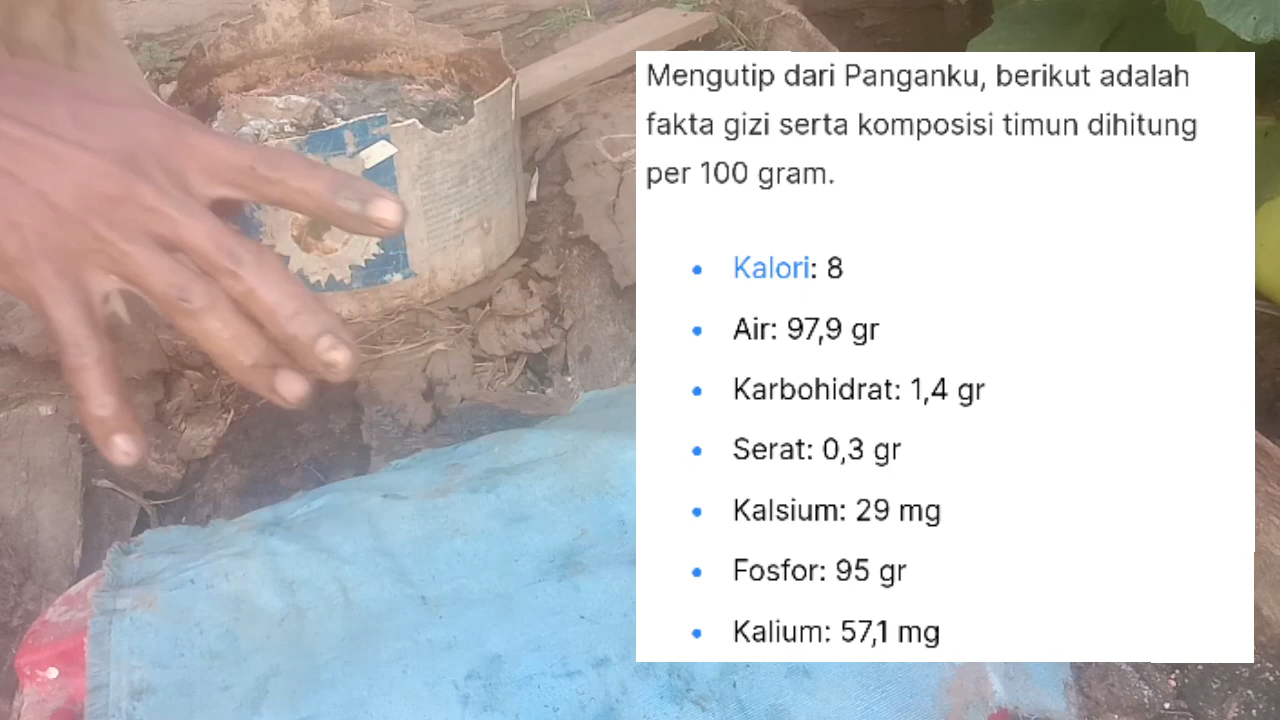 Mengutip dari Panganku, berikut adalah
fakta gizi serta komposisi timun dihitung
per 100 gram.
Kalori: 8
Air: 97,9 gr
Karbohidrat: 1,4 gr
Serat: 0,3 gr
Kalsium: 29 mg
Fosfor: 95 gr
Kalium: 57,1 mg